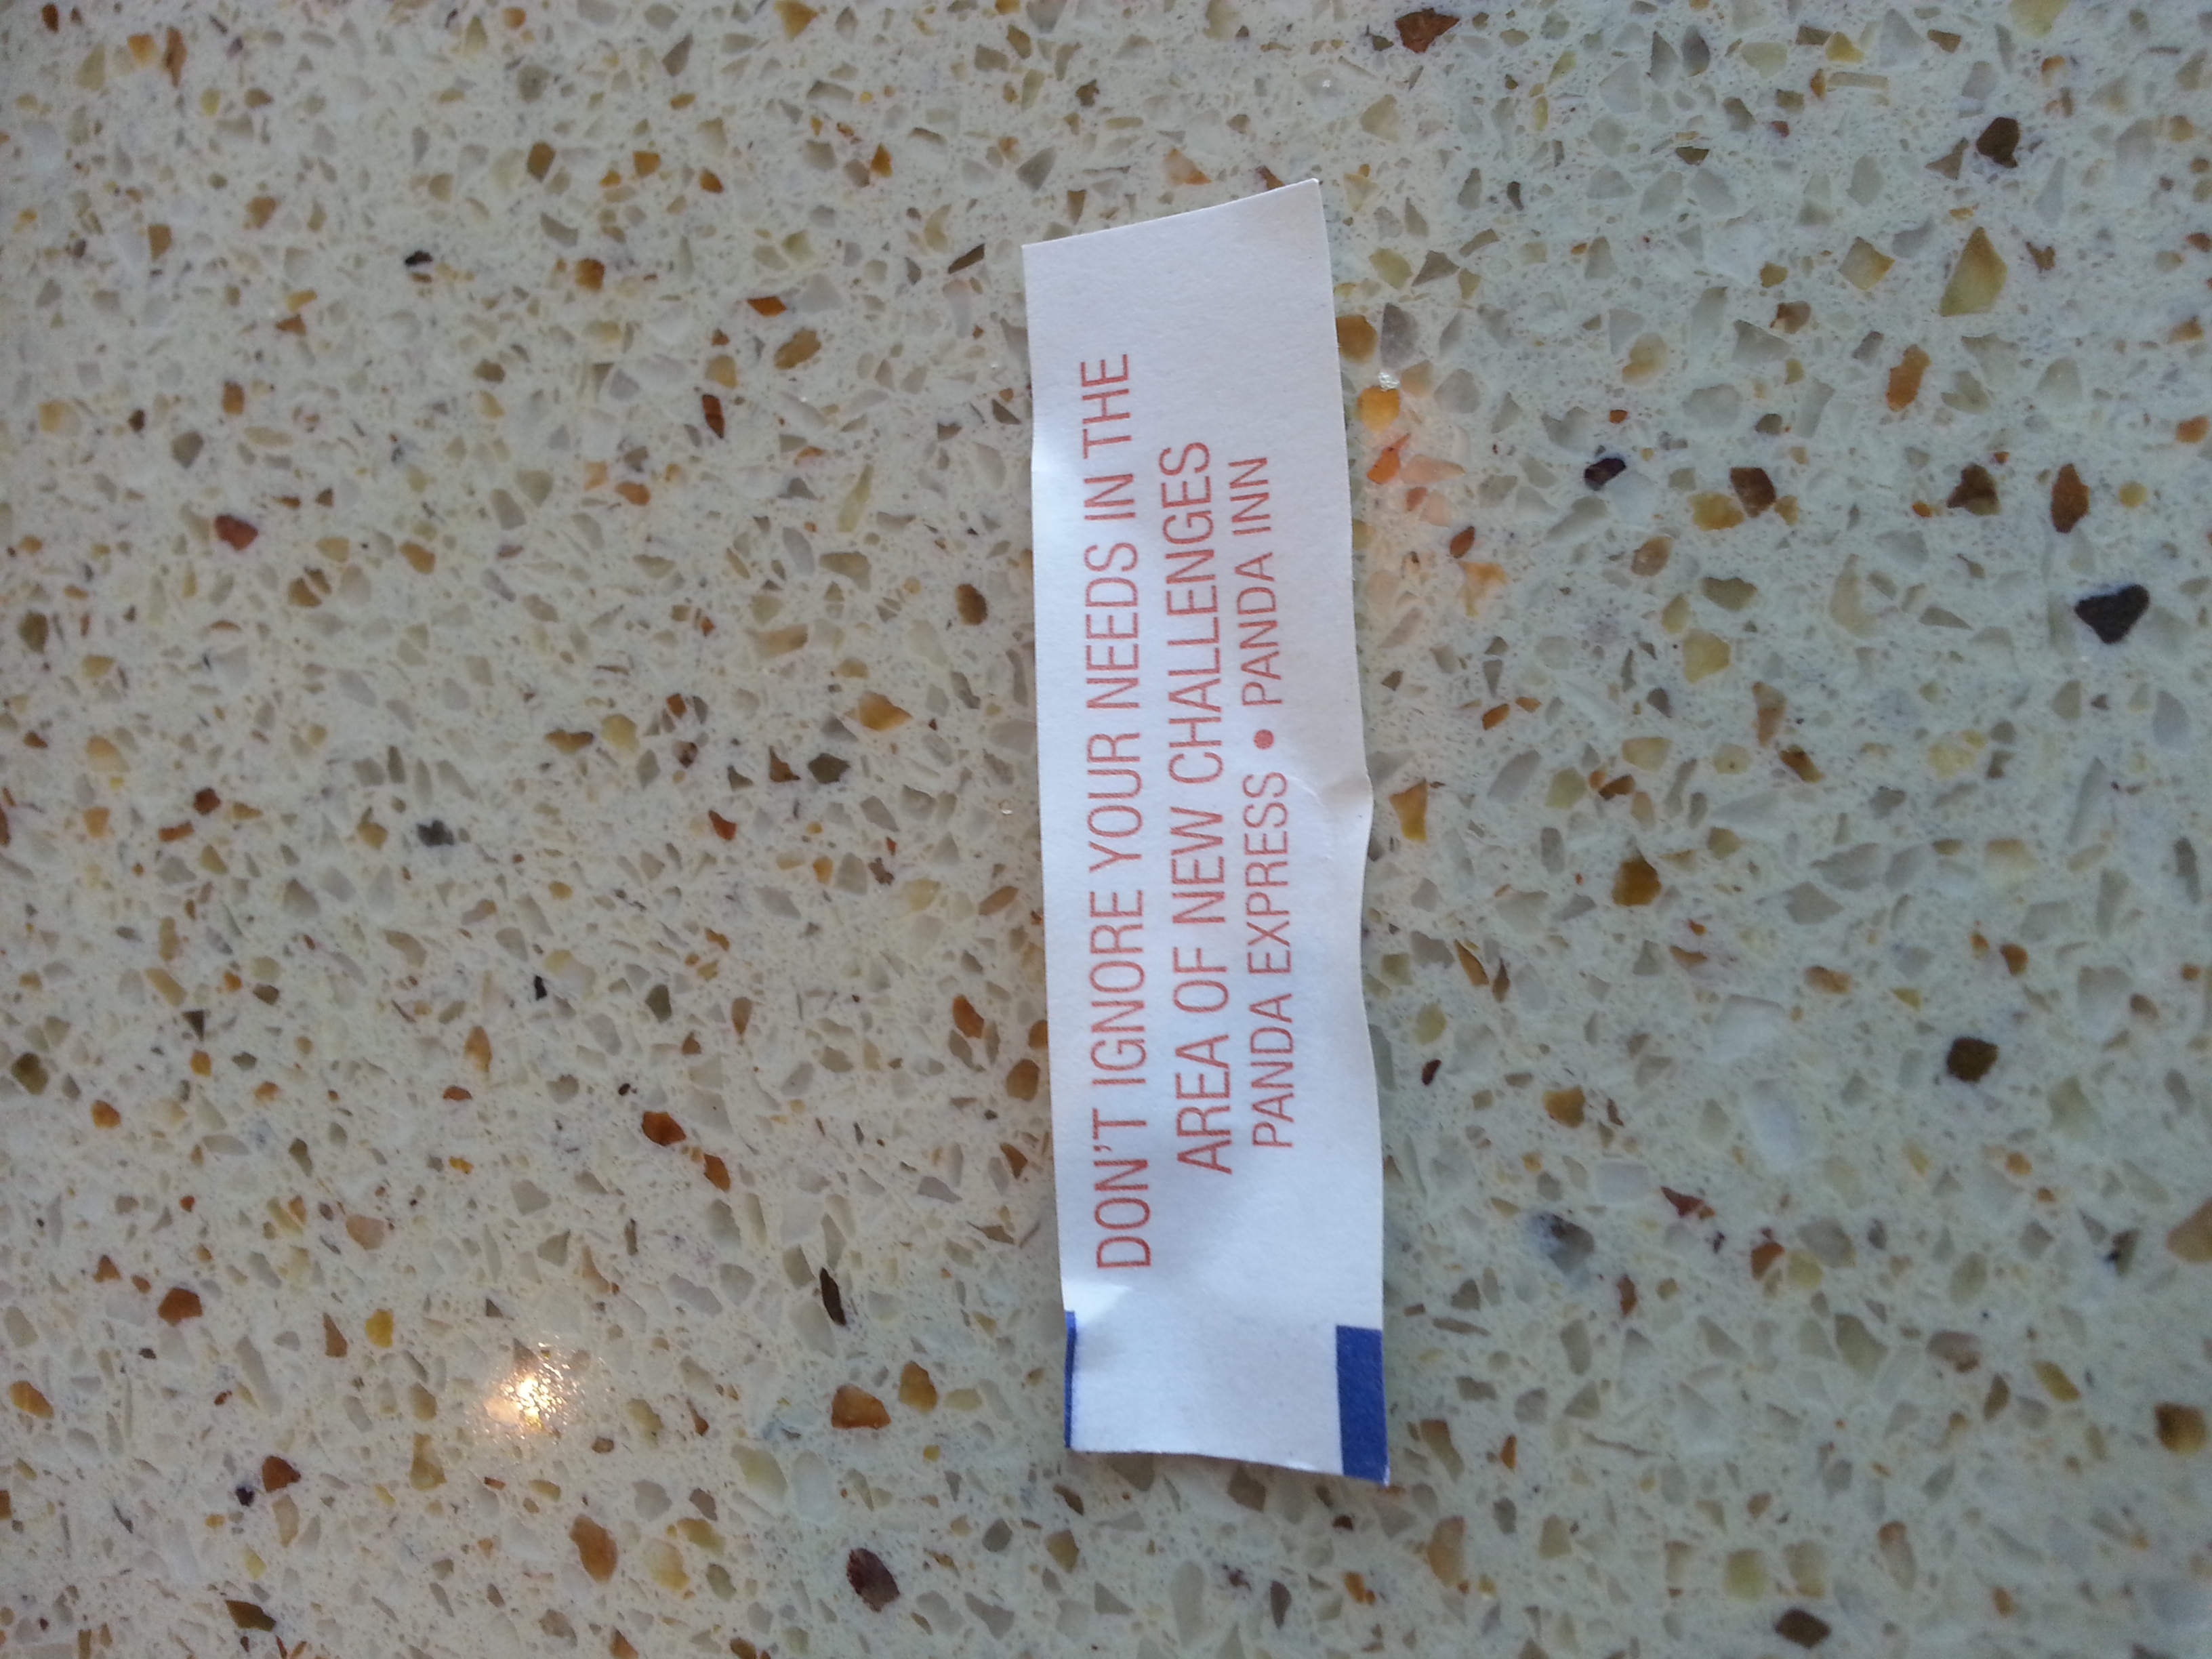 DON'T IGNORE YOUR NEEDS IN THE
AREA OF NEW CHALLENGES
PANDA EXPRESS • PANDA INN